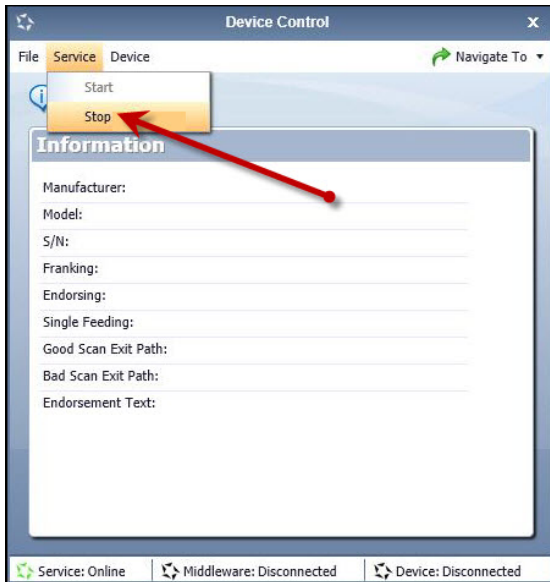 Device Control
x
File Service Device Navigate To
Start
Stop
Information
Manufacturer:
Model:
S/N:
Franking:
Endorsing:
Single Feeding:
Good Scan Exit Path:
Bad Scan Exit Path:
Endorsement Text:
Service: Online Middleware: Disconnected Device: Disconnected